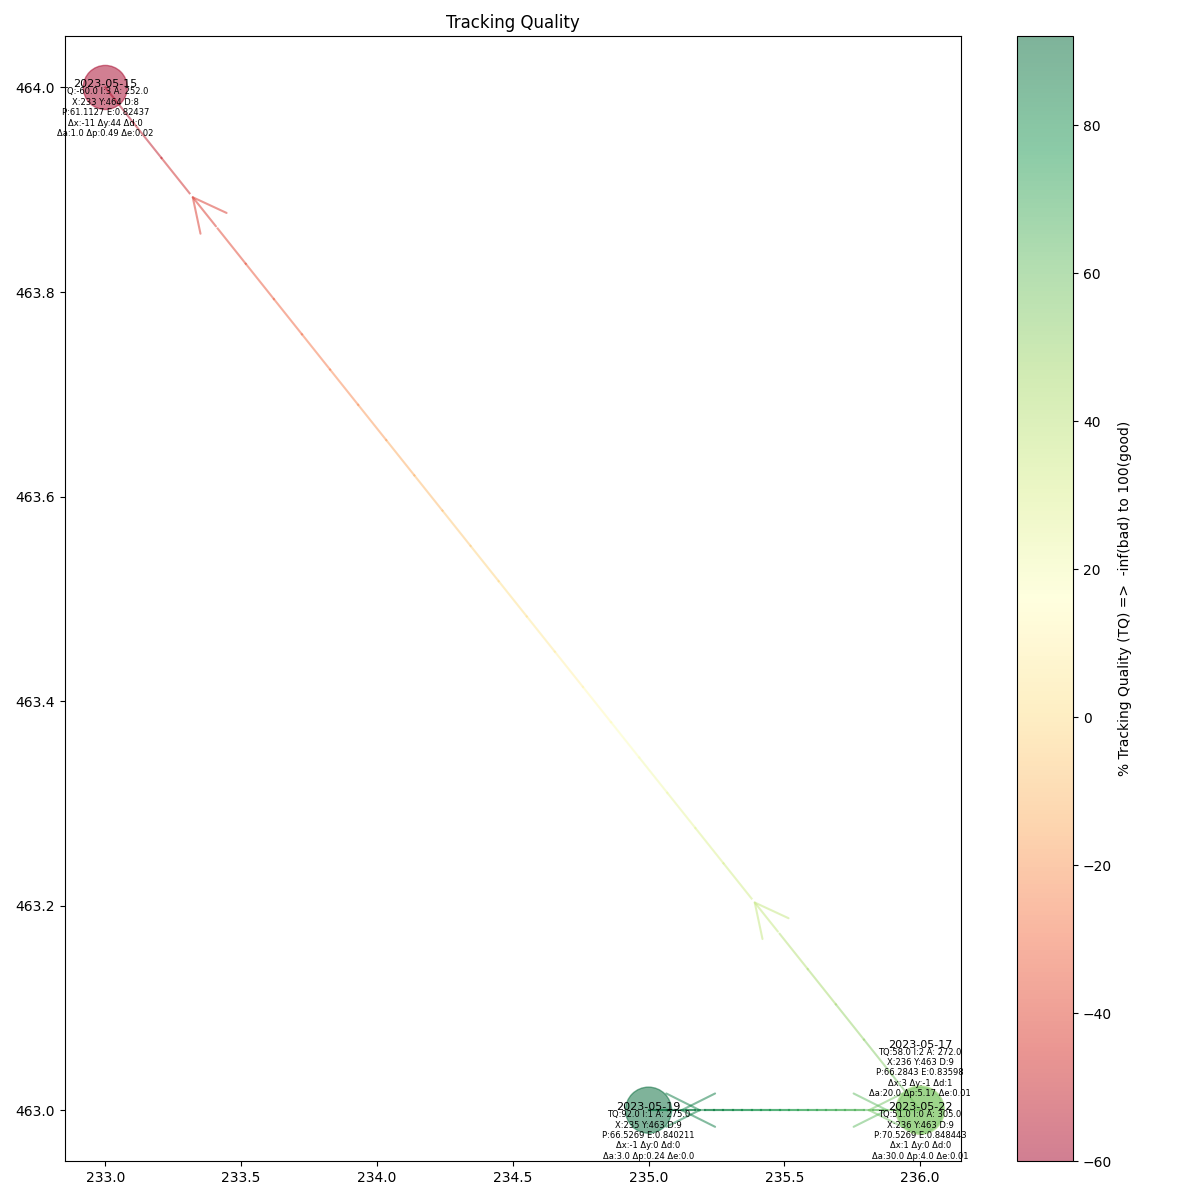 Tracking Quality
464.0
463.8
463.6
463.4
463.2
463.0
2023-05-15
TQ:-60.0 I:3 A: 252.0
X:233 Y:464 D:8
P:61.1127 E:0.82437
Δx:-11 Δy:44 Δd:0
Δa:1.0 Δp:0.49 Δe:0.02
2023-05-17
TQ:58.0 I:2 A: 272.0
X:236 Y:463 D:9
P:66.2843 E:0.83598
Δx:3 Δy:-1 Δd:1
Δa:20.0 Δp:5.17 Δe:0.01
2023-05-19
TQ:92.0 I:1 A: 275.0
X:235 Y:463 D:9
P:66.5269 E:0.840211
Δx:-1 Δy:0 Δd:0
Δa:3.0 Δp:0.24 Δe:0.0
2023-05-22
TQ:51.0 I:0 A: 305.0
X:236 Y:463 D:9
P:70.5269 E:0.848443
Δx:1 Δy:0 Δd:0
Δa:30.0 Δp:4.0 Δe:0.01
233.0 233.5 234.0 234.5 235.0 235.5 236.0
80
60
40
20
0
−20
−40
−60
% Tracking Quality (TQ) => -inf(bad) to 100(good)